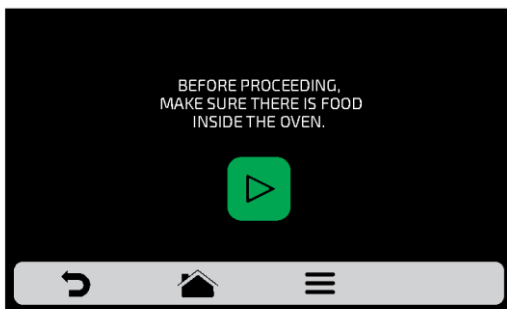 BEFORE PROCEEDING,
MAKE SURE THERE IS FOOD
INSIDE THE OVEN.